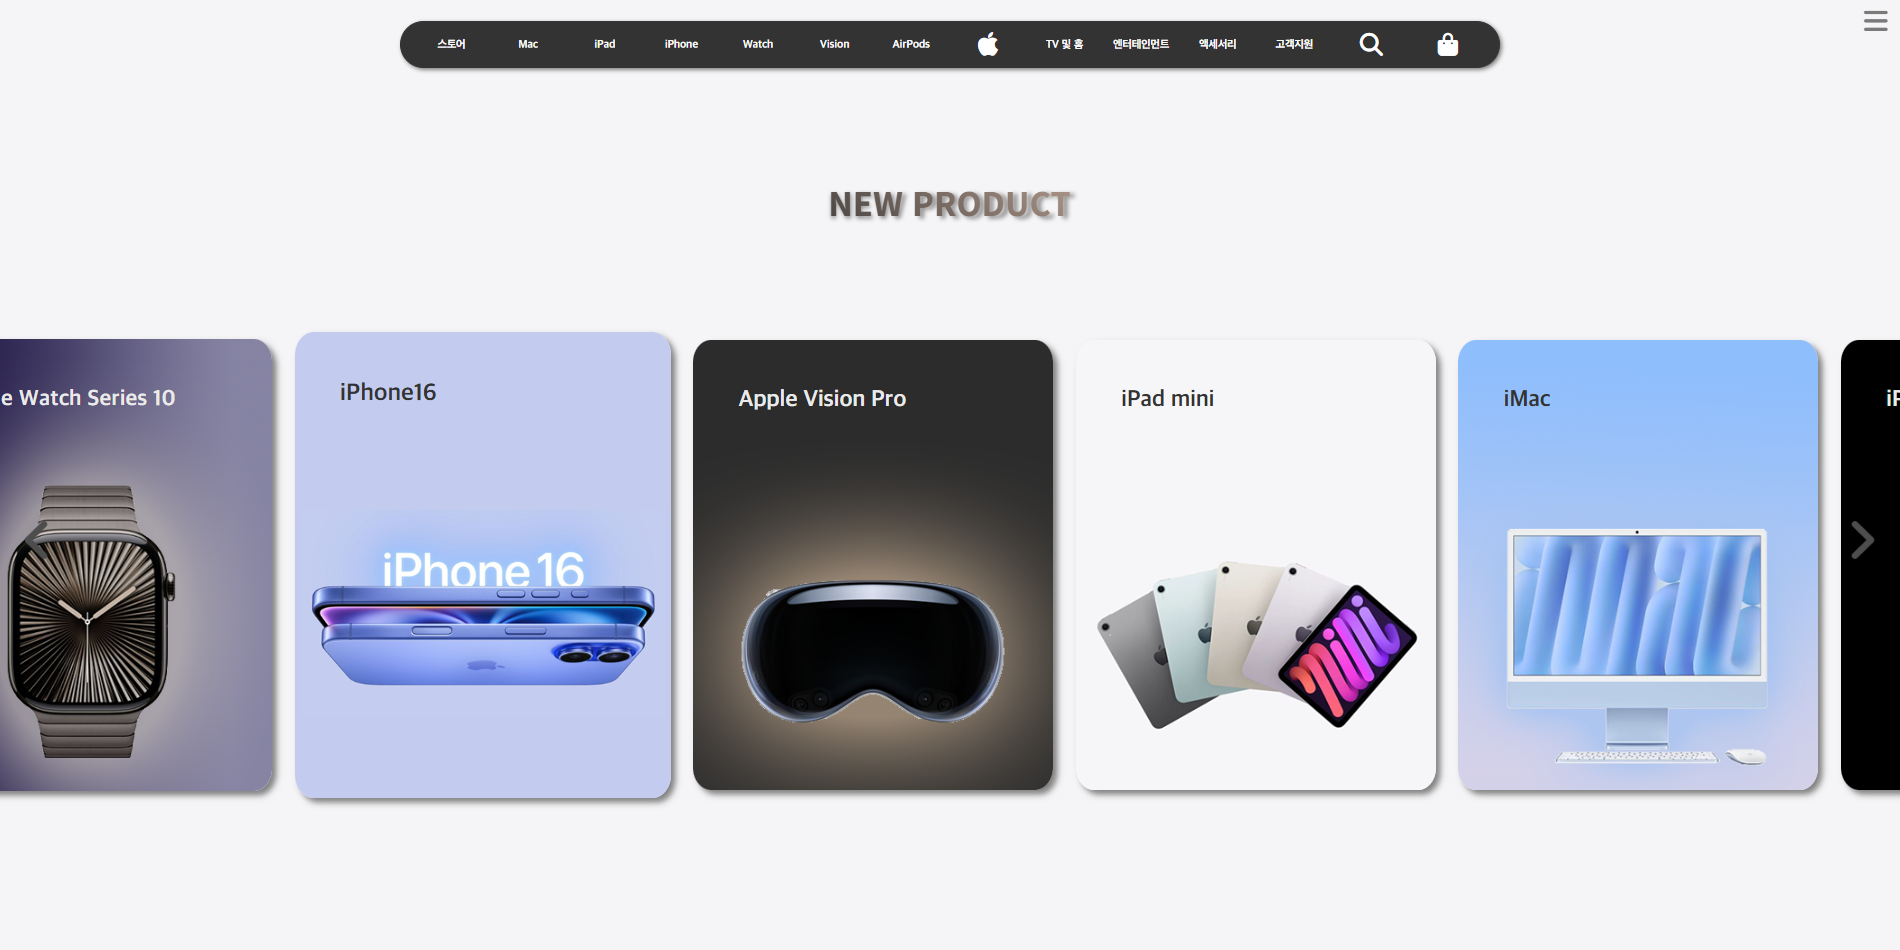 스토어 Mac iPad iPhone Watch Vision AirPods TV 및 홈 엔터테인먼트 액세서리 고객지원
NEW PRODUCT
e Watch Series 10
iPhone16
Apple Vision Pro
iPad mini
iMac
iP
iPhone 16